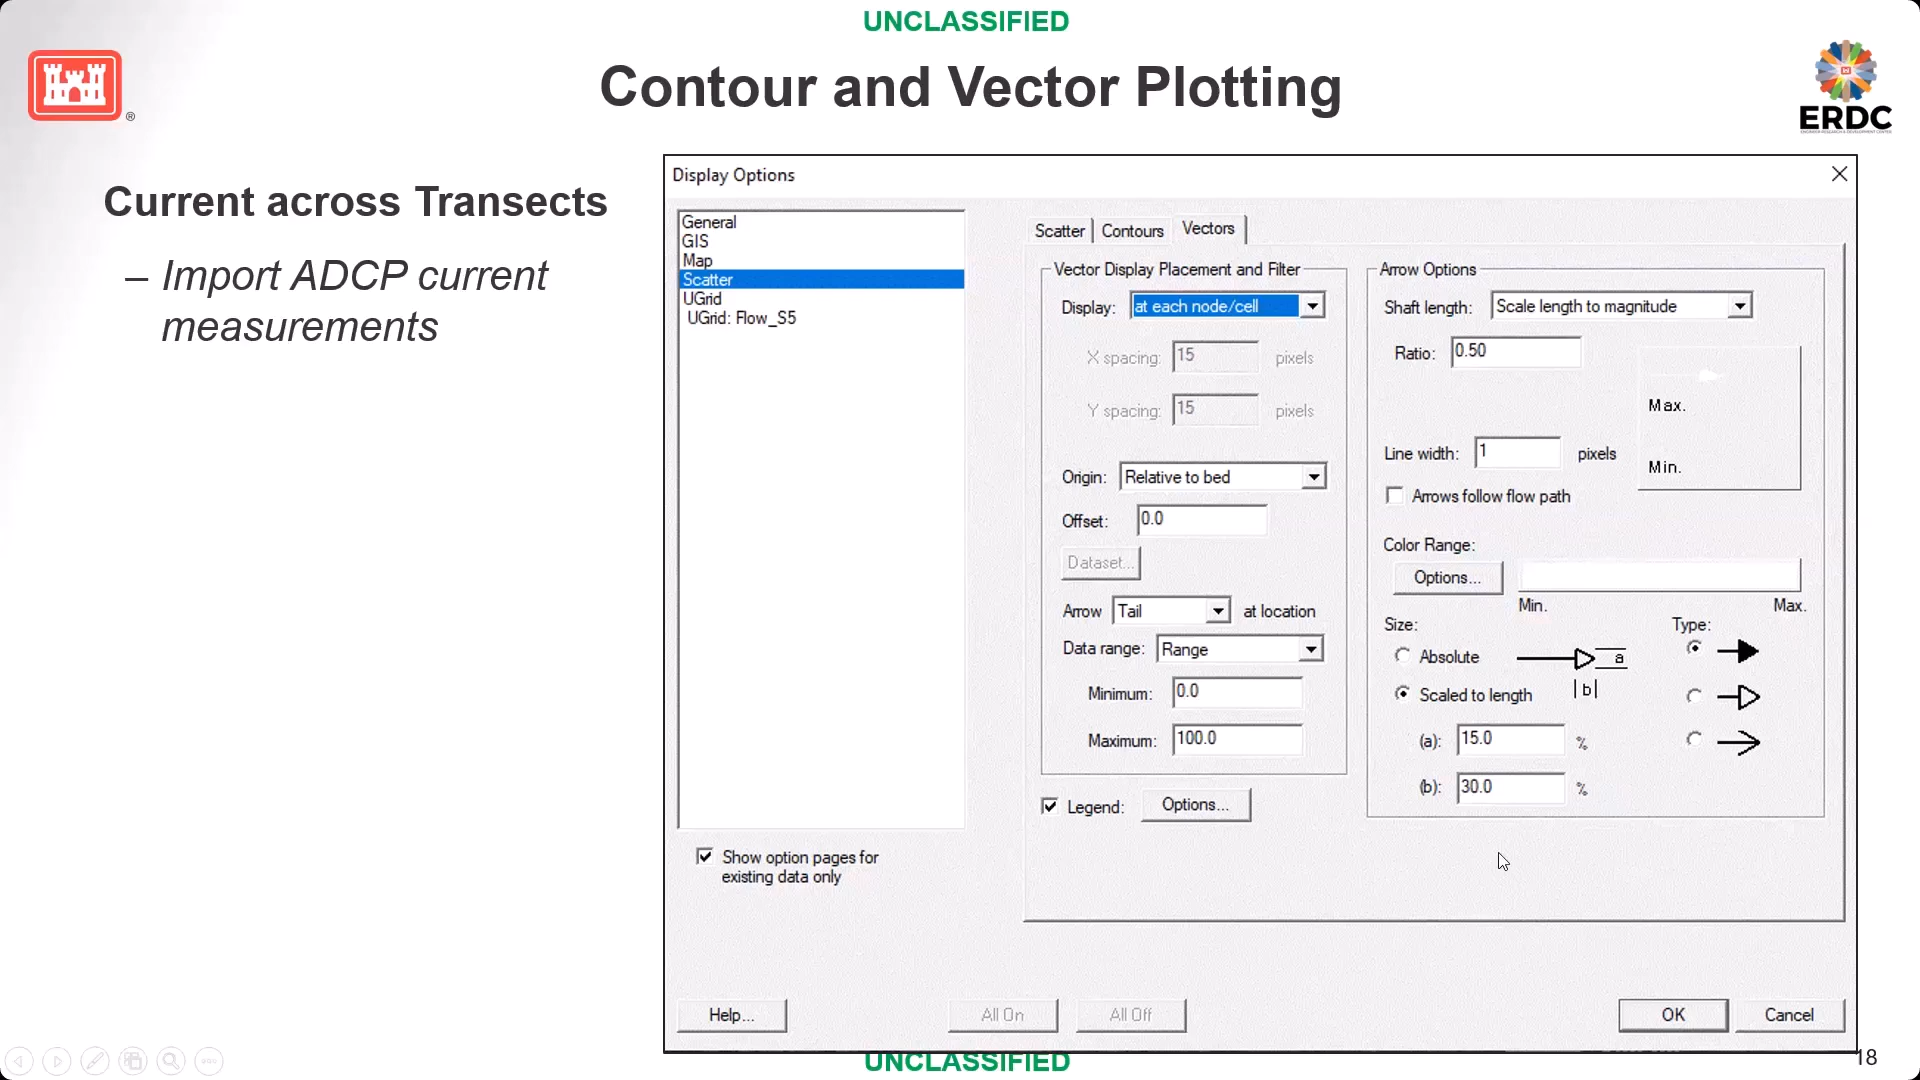 UNCLASSIFIED
Contour and Vector Plotting
®
ERDC
Current across Transects
– Import ADCP current
measurements
Display Options
General
GIS
Map
Scatter
UGrid
UGrid: Flow_S5
Show option pages for
existing data only
Scatter Contours Vectors
Vector Display Placement and Filter
Display: at each node/cell
X spacing: 15 pixels
Y spacing: 15 pixels
Origin: Relative to bed
Offset: 0.0
Dataset...
Arrow Tail at location
Data range: Range
Minimum: 0.0
Maximum: 100.0
Legend: Options...
Arrow Options
Shaft length: Scale length to magnitude
Ratio: 0.50
Max.
Min.
Line width: 1 pixels
Arrows follow flow path
Color Range:
Options...
Min. Max.
Size: Type:
Absolute a
Scaled to length |b|
(a): 15.0 %
(b): 30.0 %
Help... All On All Off OK Cancel
UNCLASSIFIED
18